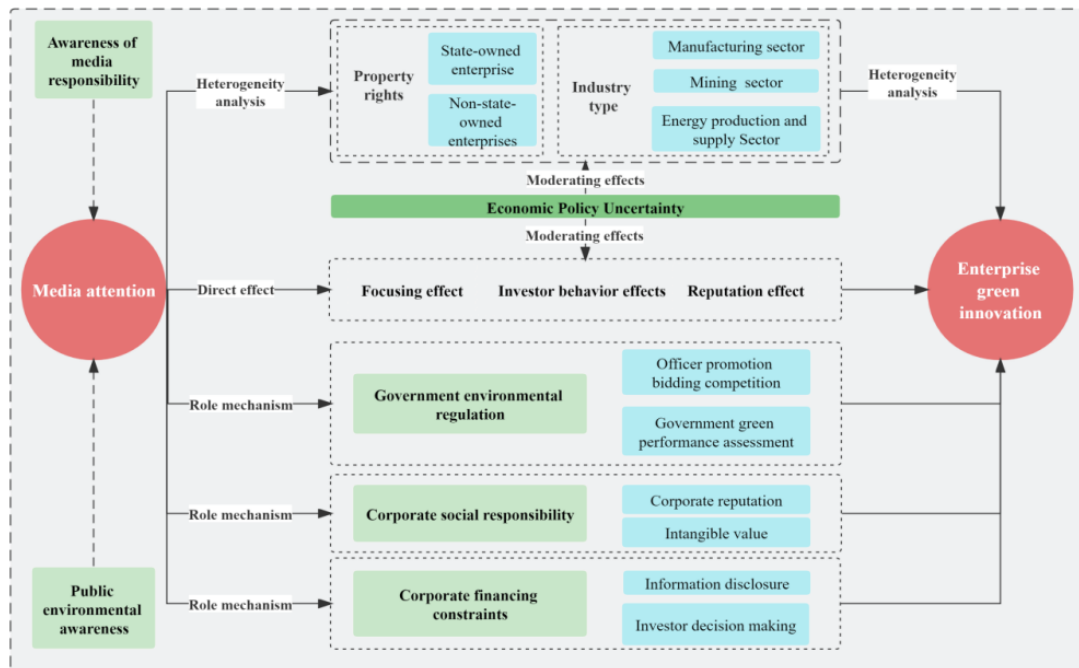 Awareness of
media
responsibility
Heterogeneity
analysis
Property
rights
State-owned
enterprise
Non-state-
owned
enterprises
Industry
type
Manufacturing sector
Mining sector
Energy production and
supply Sector
Heterogeneity
analysis
Moderating effects
Economic Policy Uncertainty
Moderating effects
Media attention
Direct effect
Focusing effect
Investor behavior effects
Reputation effect
Enterprise
green
innovation
Role mechanism
Government environmental
regulation
Officer promotion
bidding competition
Government green
performance assessment
Role mechanism
Corporate social responsibility
Corporate reputation
Intangible value
Public
environmental
awareness
Role mechanism
Corporate financing
constraints
Information disclosure
Investor decision making